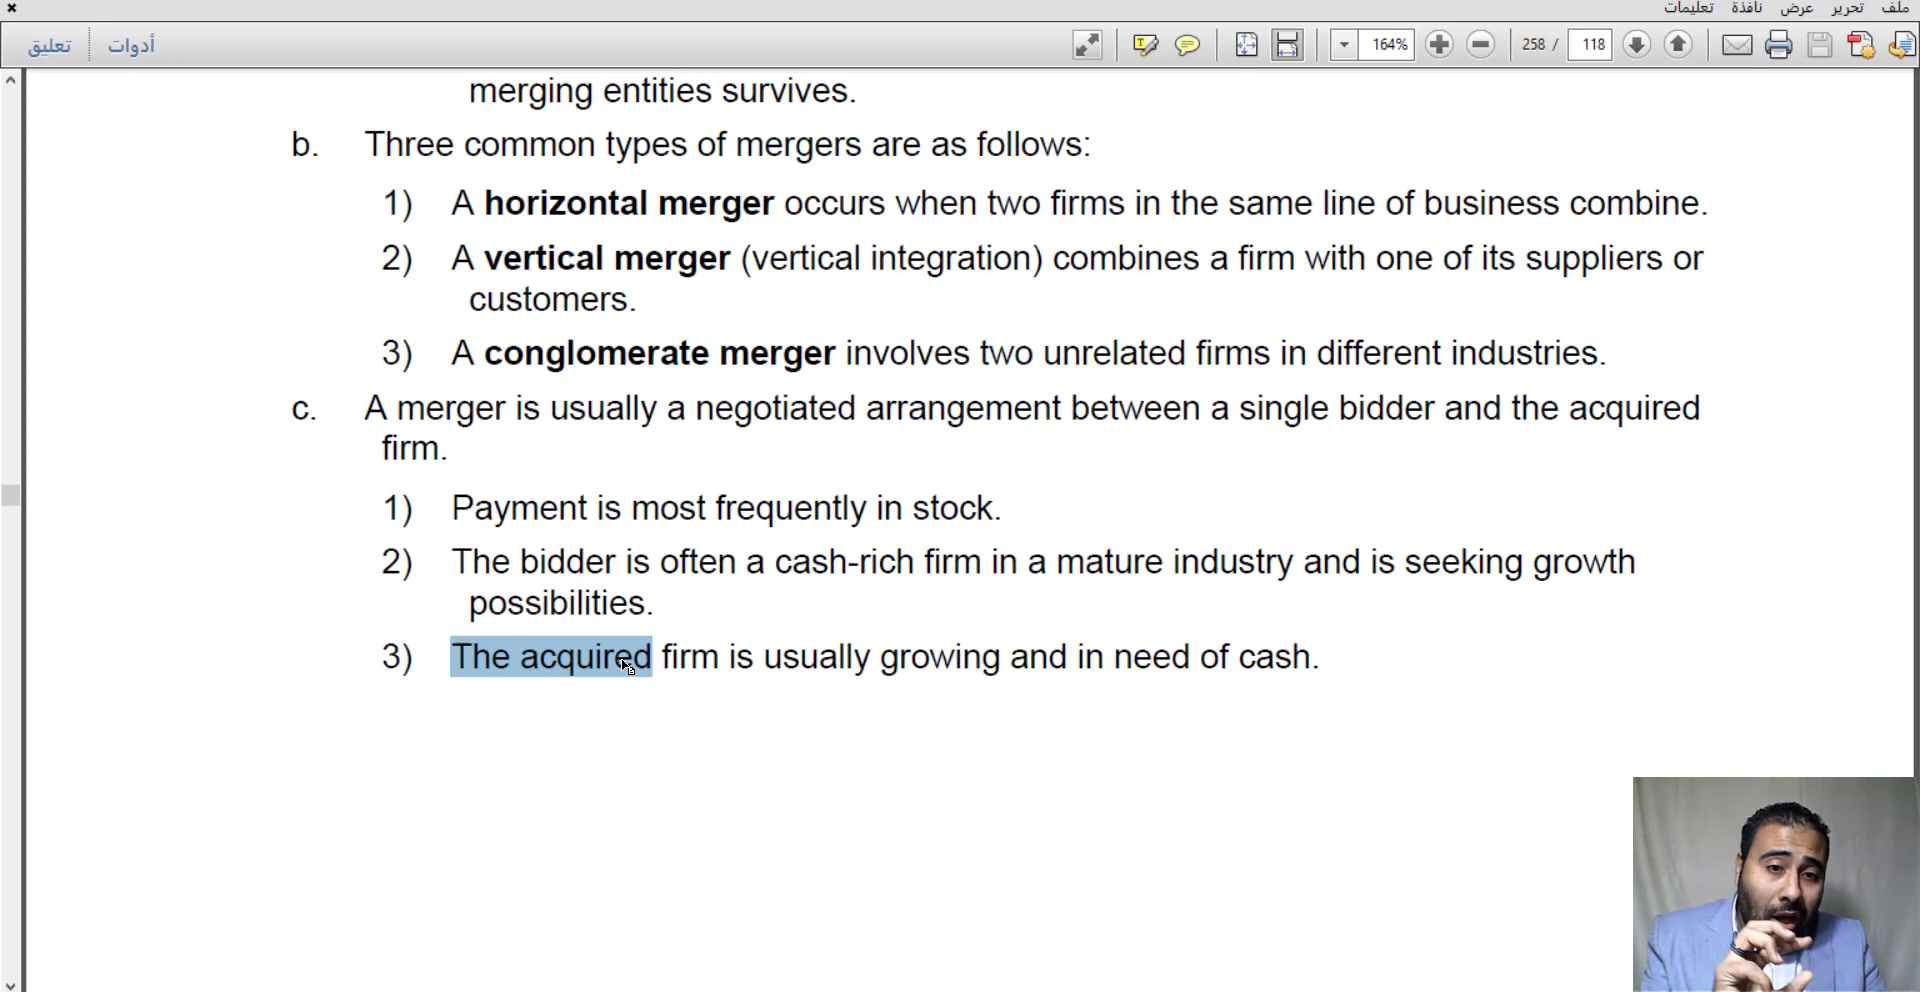 ملف تحرير عرض نافذة تعليمات
أدوات تعليق
164%
258 / 118
merging entities survives.
b. Three common types of mergers are as follows:
1) A horizontal merger occurs when two firms in the same line of business combine.
2) A vertical merger (vertical integration) combines a firm with one of its suppliers or
customers.
3) A conglomerate merger involves two unrelated firms in different industries.
c. A merger is usually a negotiated arrangement between a single bidder and the acquired
firm.
1) Payment is most frequently in stock.
2) The bidder is often a cash-rich firm in a mature industry and is seeking growth
possibilities.
3) The acquired firm is usually growing and in need of cash.